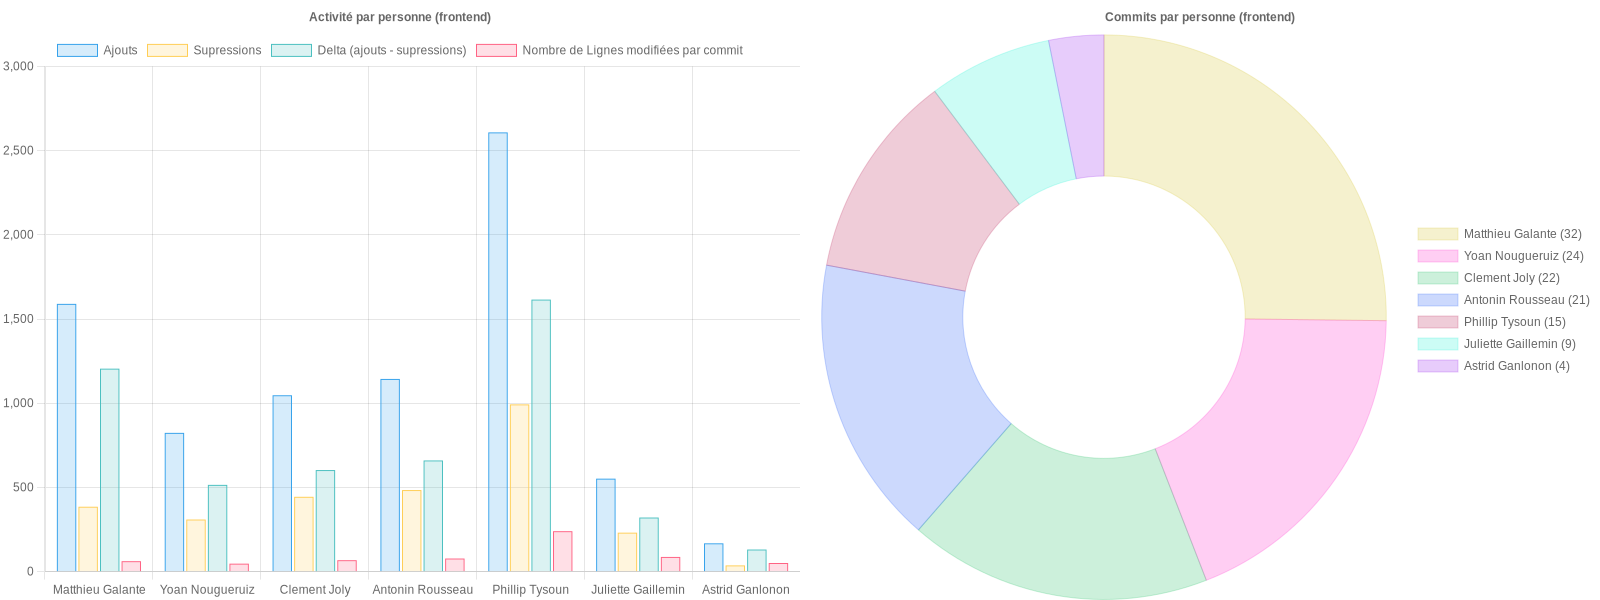 Activité par personne (frontend)
Ajouts Supressions Delta (ajouts - supressions) Nombre de Lignes modifiées par commit
3,000
2,500
2,000
1,500
1,000
500
0
Matthieu Galante Yoan Nougueruiz Clement Joly Antonin Rousseau Phillip Tysoun Juliette Gaillemin Astrid Ganlonon
Commits par personne (frontend)
Matthieu Galante (32)
Yoan Nougueruiz (24)
Clement Joly (22)
Antonin Rousseau (21)
Phillip Tysoun (15)
Juliette Gaillemin (9)
Astrid Ganlonon (4)